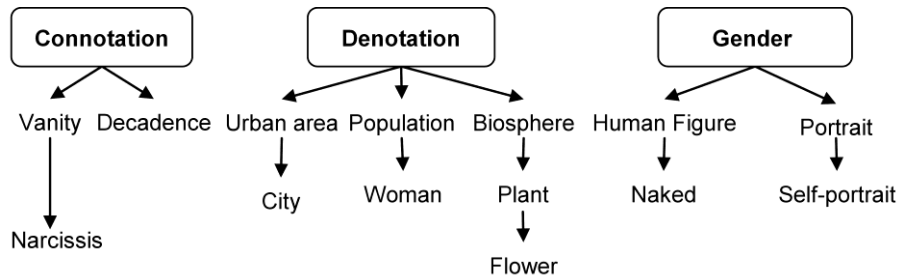 Connotation Denotation Gender
Vanity Decadence Urban area Population Biosphere Human Figure Portrait
City Woman Plant Naked Self-portrait
Narcissis
Flower